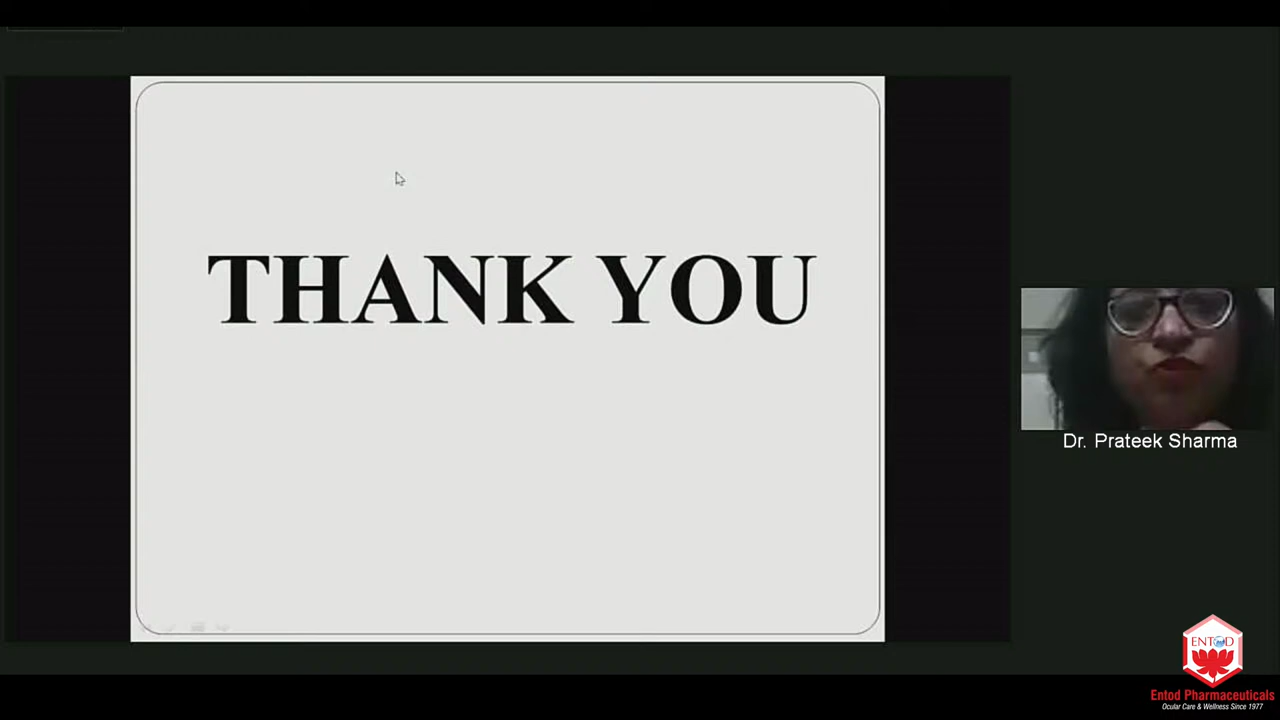 THANK YOU
Dr. Prateek Sharma
ENTOD
Entod Pharmaceuticals
Ocular Care & Wellness Since 1977